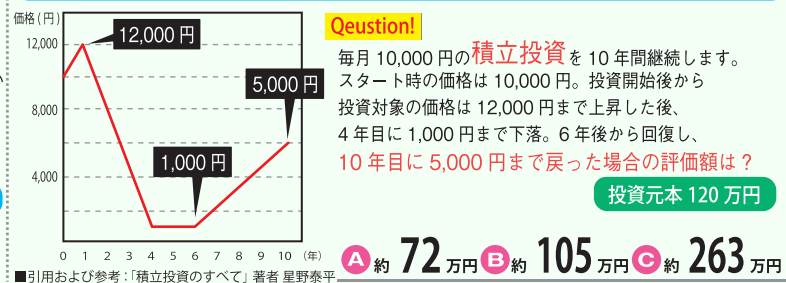 価格(円)
12,000
8,000
4,000
12,000円
5,000円
1,000円
0 1 2 3 4 5 6 7 8 9 10 (年)
■引用および参考:「積立投資のすべて」著者 星野泰平
Qeustion!
毎月10,000円の積立投資を10年間継続します。
スタート時の価格は10,000円。投資開始後から
投資対象の価格は12,000円まで上昇した後、
4年目に1,000円まで下落。6年後から回復し、
10年目に5,000円まで戻った場合の評価額は?
投資元本120万円
A 約72万円 B 約105万円 C 約263万円